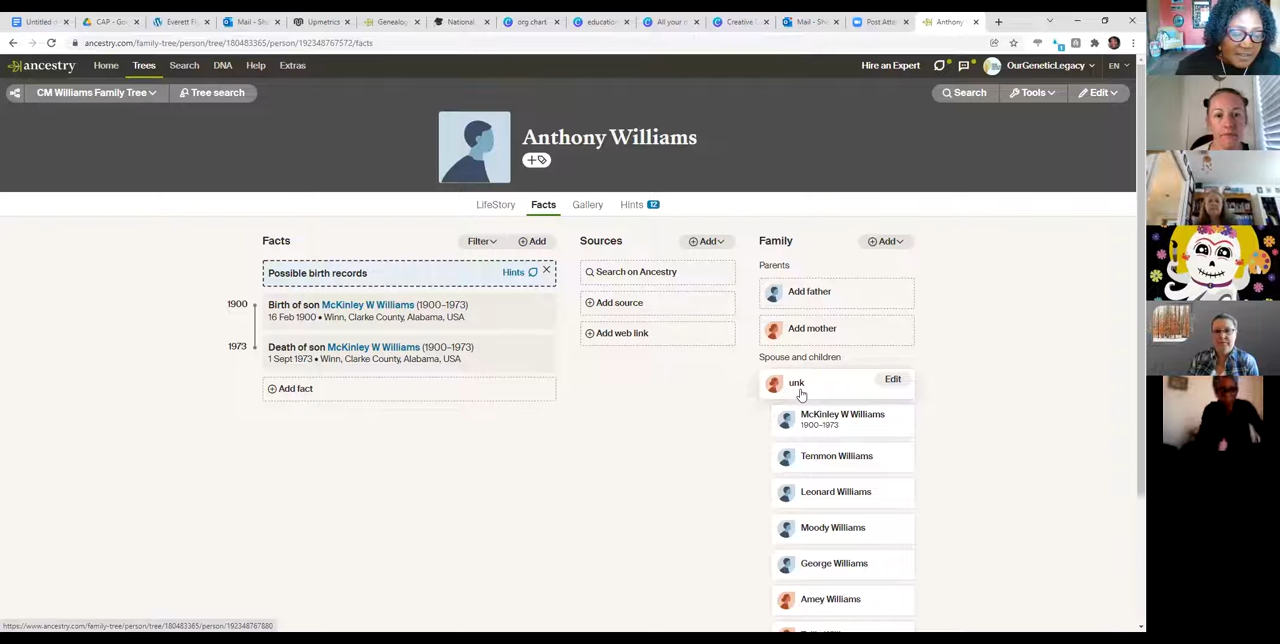 Untitled d
CAP - Go
Everett Fi
Mail - Sh
Upmetrics
Genealog
National
org chart
educatio
All your m
Creative
Mail - She
Post Atte
Anthony
ancestry.com/family-tree/person/tree/180483365/person/192348767572/facts
ancestry
Home
Trees
Search
DNA
Help
Extras
Hire an Expert
OurGeneticLegacy
EN
CM Williams Family Tree
Tree search
Search
Tools
Edit
Anthony Williams
LifeStory
Facts
Gallery
Hints 12
Facts
Filter
Add
Possible birth records
Hints
1900
Birth of son McKinley W Williams (1900–1973)
16 Feb 1900 • Winn, Clarke County, Alabama, USA
1973
Death of son McKinley W Williams (1900–1973)
1 Sept 1973 • Winn, Clarke County, Alabama, USA
Add fact
Sources
Add
Search on Ancestry
Add source
Add web link
Family
Add
Parents
Add father
Add mother
Spouse and children
unk
Edit
McKinley W Williams
1900–1973
Temmon Williams
Leonard Williams
Moody Williams
George Williams
Amey Williams
https://www.ancestry.com/family-tree/person/tree/180483365/person/192348767880